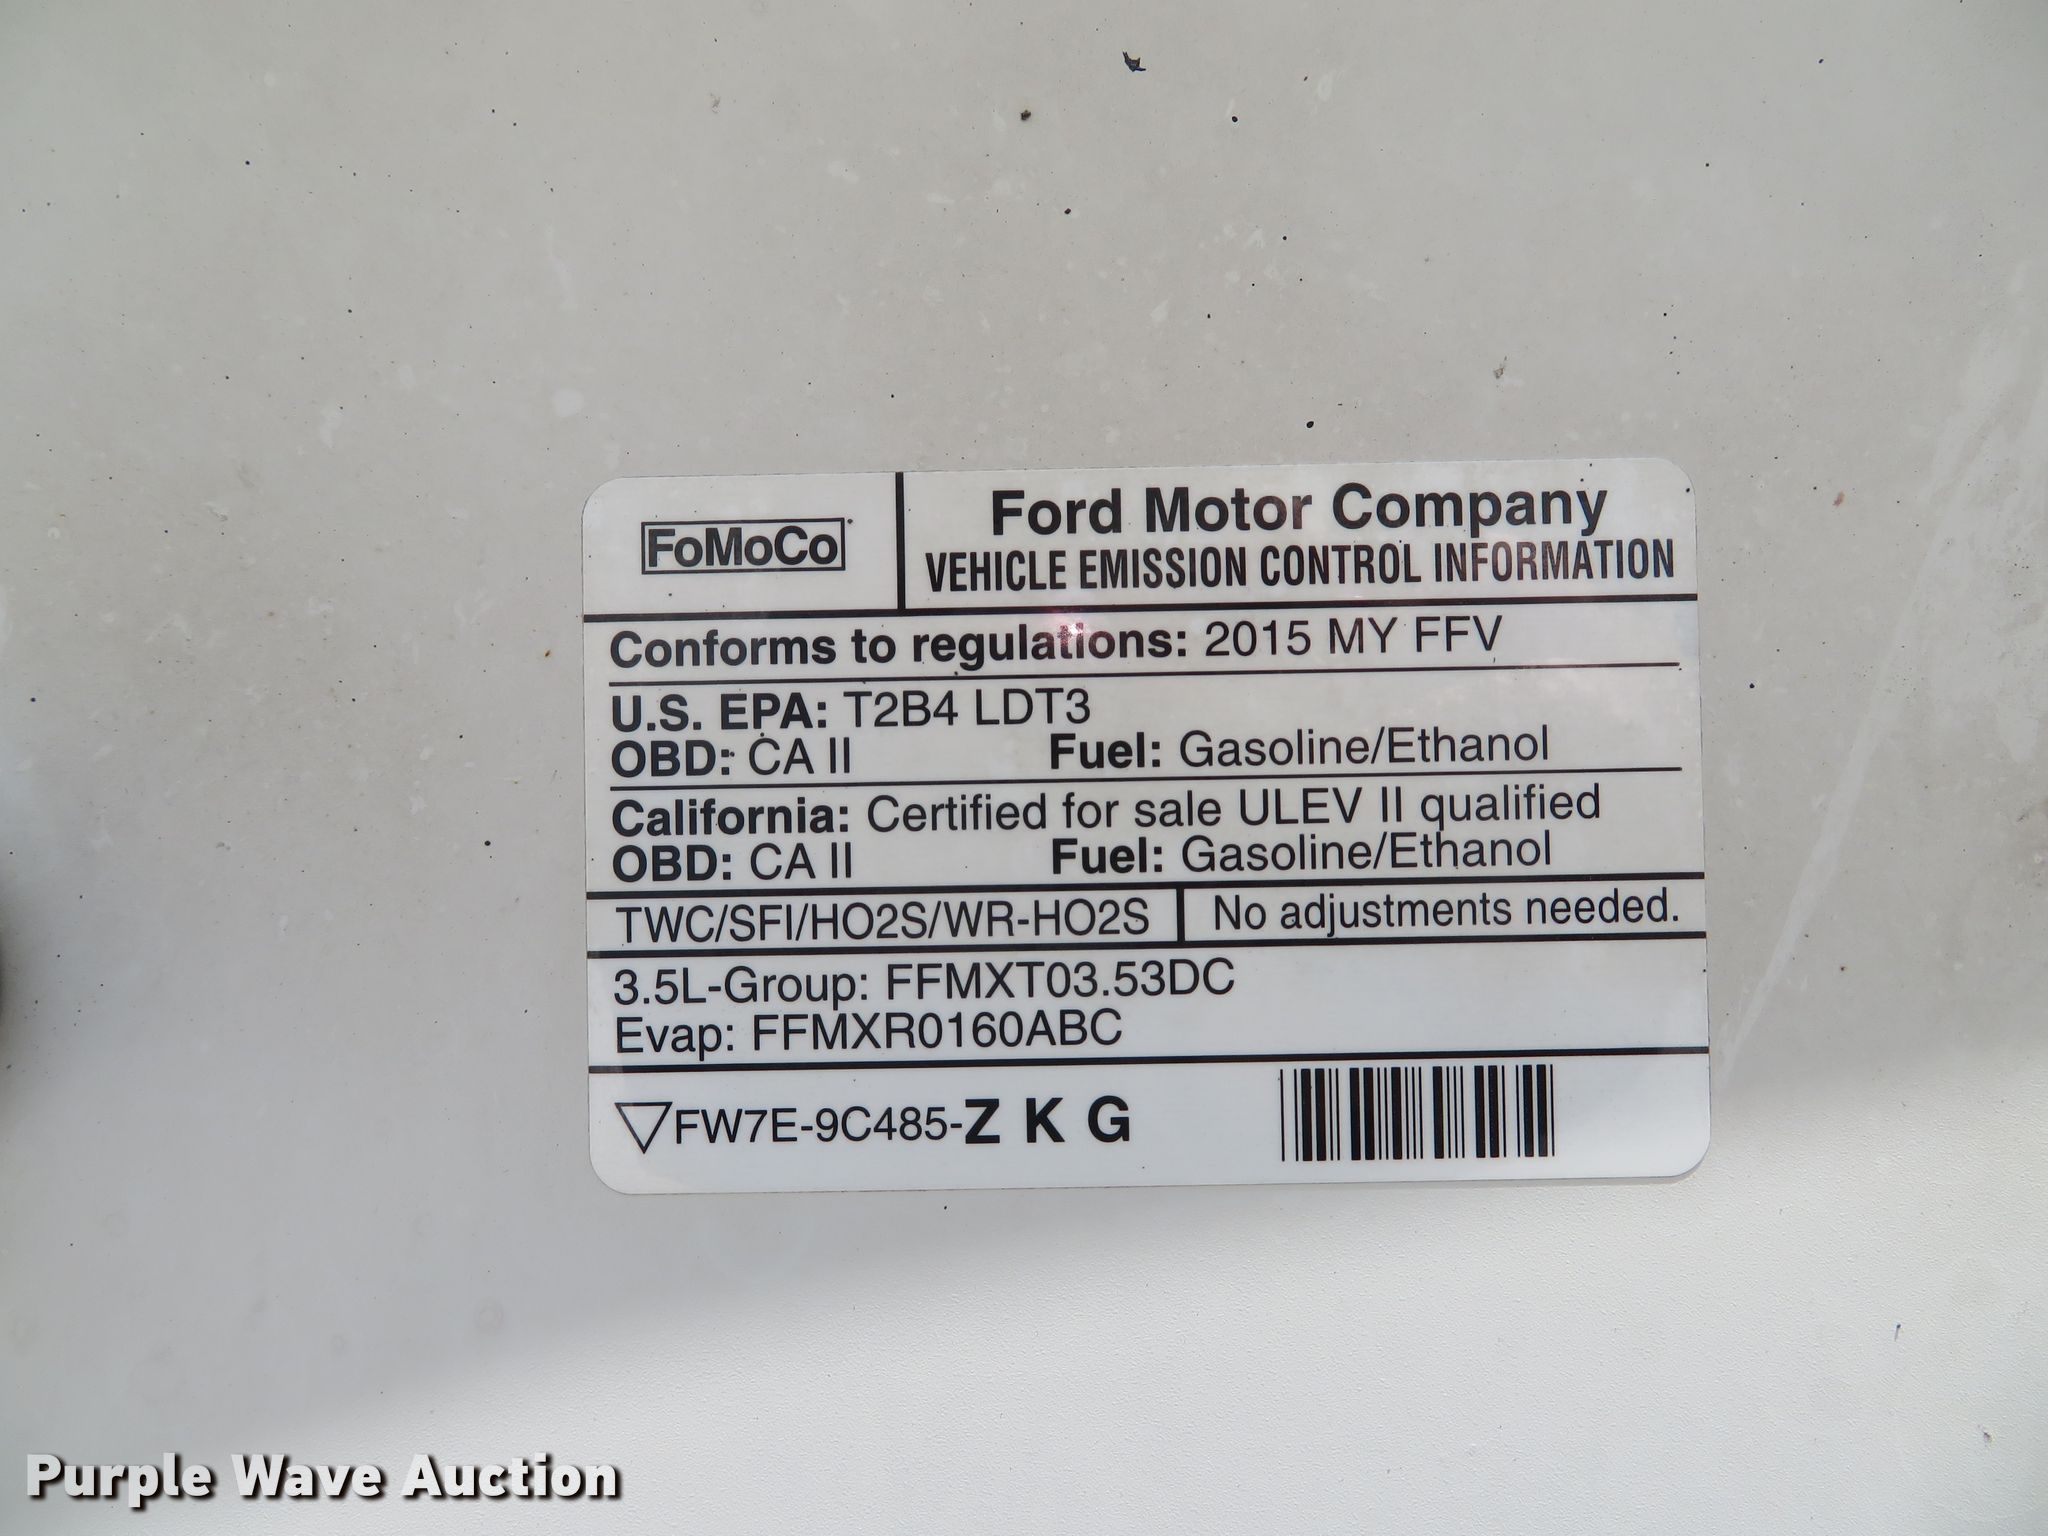 FoMoCo
Ford Motor Company
VEHICLE EMISSION CONTROL INFORMATION
Conforms to regulations: 2015 MY FFV
U.S. EPA: T2B4 LDT3
OBD: CA II Fuel: Gasoline/Ethanol
California: Certified for sale ULEV II qualified
OBD: CA II Fuel: Gasoline/Ethanol
TWC/SFI/HO2S/WR-HO2S No adjustments needed.
3.5L-Group: FFMXT03.53DC
Evap: FFMXR0160ABC
FW7E-9C485-Z K G
Purple Wave Auction